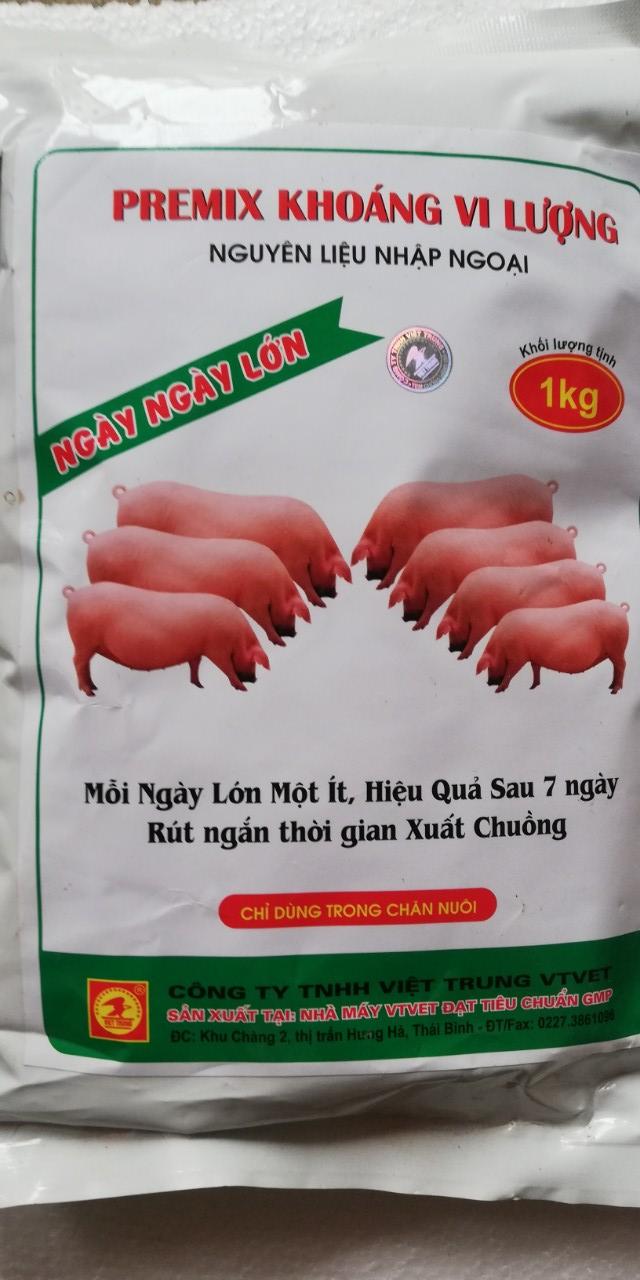 PREMIX KHOÁNG VI LƯỢNG
NGUYÊN LIỆU NHẬP NGOẠI
NGÀY NGÀY LỚN
Khối lượng tịnh
1kg
Mỗi Ngày Lớn Một Ít, Hiệu Quả Sau 7 ngày
Rút ngắn thời gian Xuất Chuồng
CHỈ DÙNG TRONG CHĂN NUÔI
CÔNG TY TNHH VIỆT TRUNG VTVET
SẢN XUẤT TẠI: NHÀ MÁY VTVET ĐẠT TIÊU CHUẨN GMP
ĐC: Khu Chàng 2, thị trấn Hưng Hà, Thái Bình - ĐT/Fax: 0227.3861096
VIỆT TRUNG
®